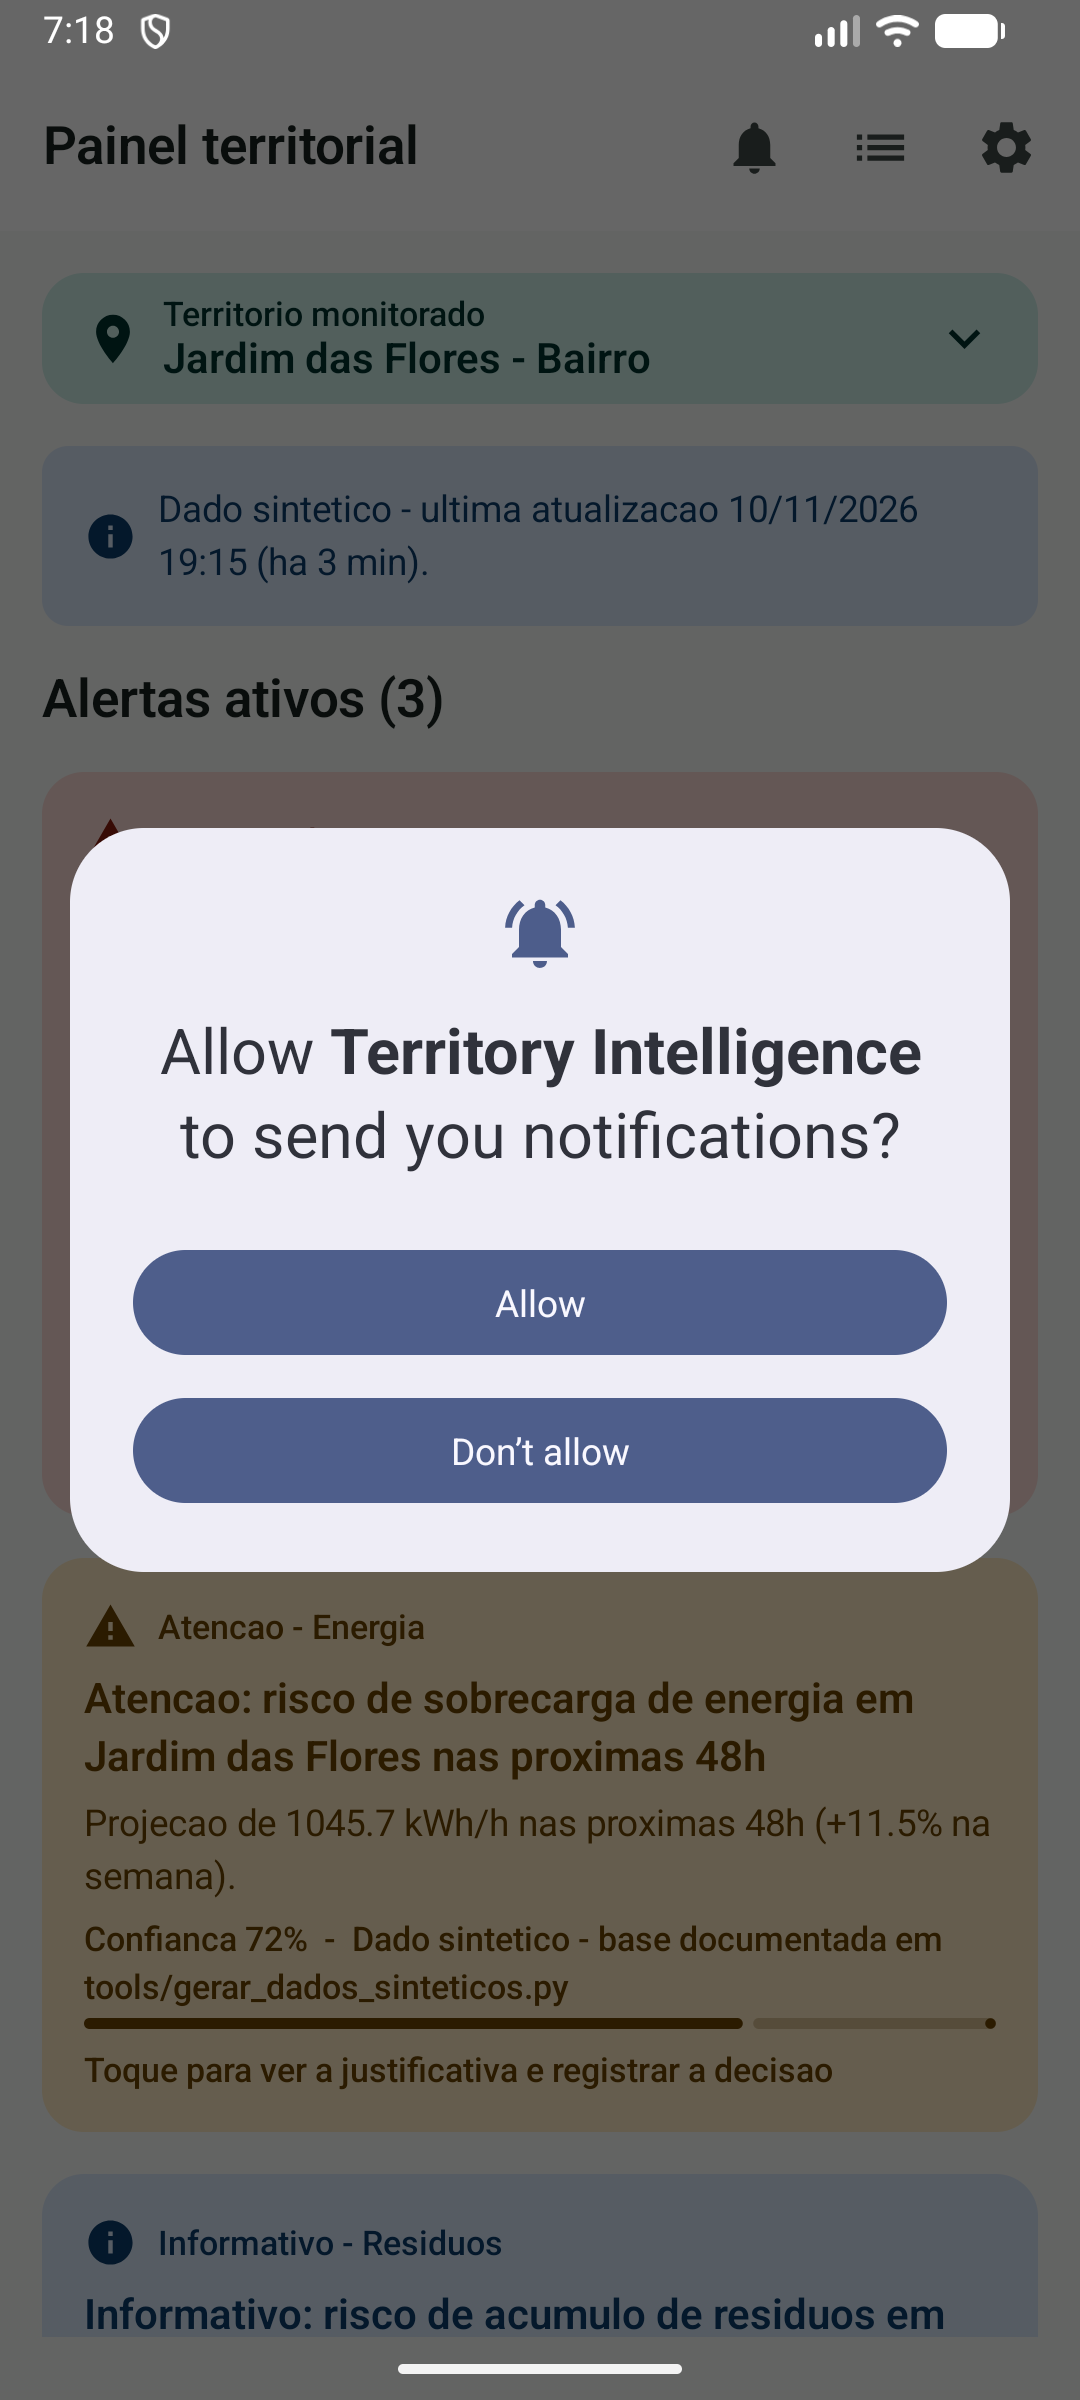 7:18
Painel territorial
Territorio monitorado
Jardim das Flores - Bairro
Dado sintetico - ultima atualizacao 10/11/2026
19:15 (ha 3 min).
Alertas ativos (3)
Allow Territory Intelligence
to send you notifications?
Allow
Don’t allow
Atencao - Energia
Atencao: risco de sobrecarga de energia em
Jardim das Flores nas proximas 48h
Projecao de 1045.7 kWh/h nas proximas 48h (+11.5% na
semana).
Confianca 72% - Dado sintetico - base documentada em
tools/gerar_dados_sinteticos.py
Toque para ver a justificativa e registrar a decisao
Informativo - Residuos
Informativo: risco de acumulo de residuos em